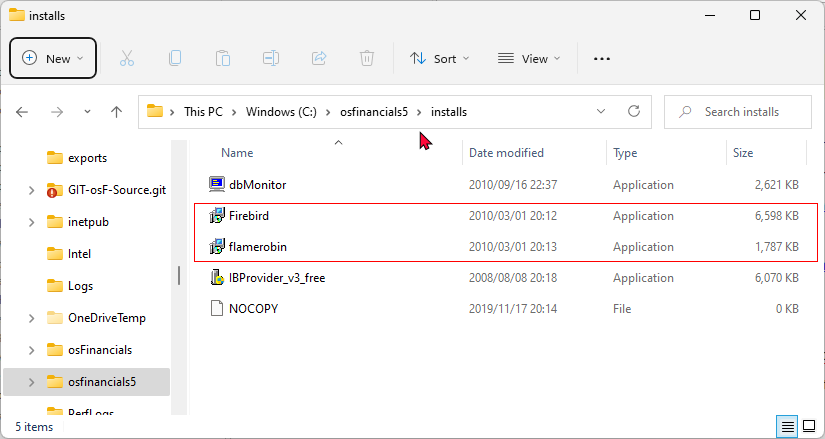 installs
New
Sort
View
This PC > Windows (C:) > osfinancials5 > installs
Search installs
Name Date modified Type Size
exports
GIT-osF-Source.git
inetpub
Intel
Logs
OneDriveTemp
osFinancials
osfinancials5
PerfLogs
dbMonitor 2010/09/16 22:37 Application 2,621 KB
Firebird 2010/03/01 20:12 Application 6,598 KB
flamerobin 2010/03/01 20:13 Application 1,787 KB
IBProvider_v3_free 2008/08/08 20:18 Application 6,070 KB
NOCOPY 2019/11/17 20:14 File 0 KB
5 items